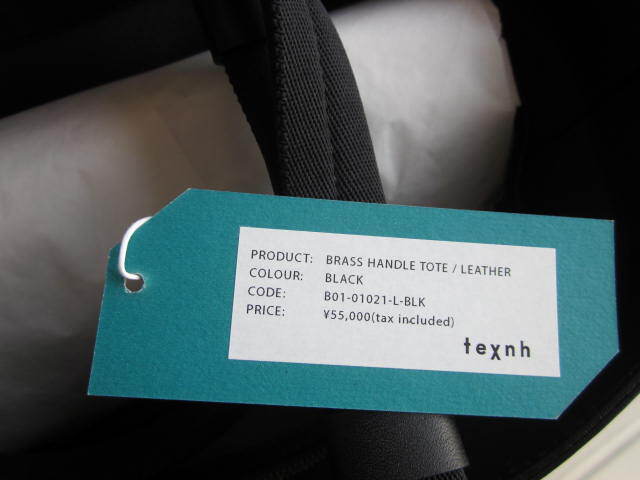 PRODUCT: BRASS HANDLE TOTE / LEATHER
COLOUR: BLACK
CODE: B01-01021-L-BLK
PRICE: ¥55,000(tax included)
texnh